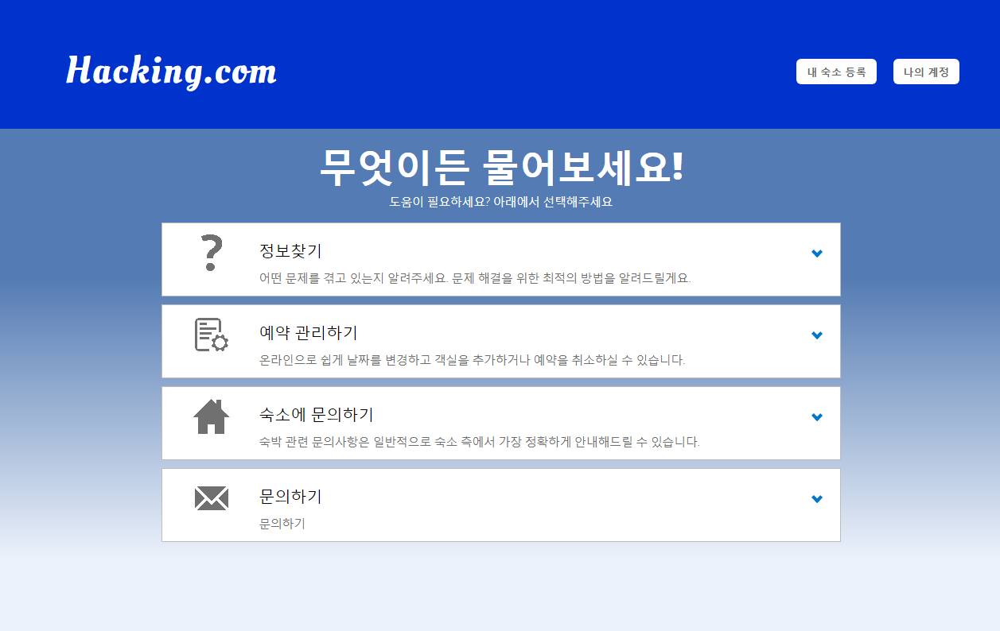 Hacking.com
내 숙소 등록
나의 계정
무엇이든 물어보세요!
도움이 필요하세요? 아래에서 선택해주세요
정보찾기
어떤 문제를 겪고 있는지 알려주세요. 문제 해결을 위한 최적의 방법을 알려드릴게요.
예약 관리하기
온라인으로 쉽게 날짜를 변경하고 객실을 추가하거나 예약을 취소하실 수 있습니다.
숙소에 문의하기
숙박 관련 문의사항은 일반적으로 숙소 측에서 가장 정확하게 안내해드릴 수 있습니다.
문의하기
문의하기